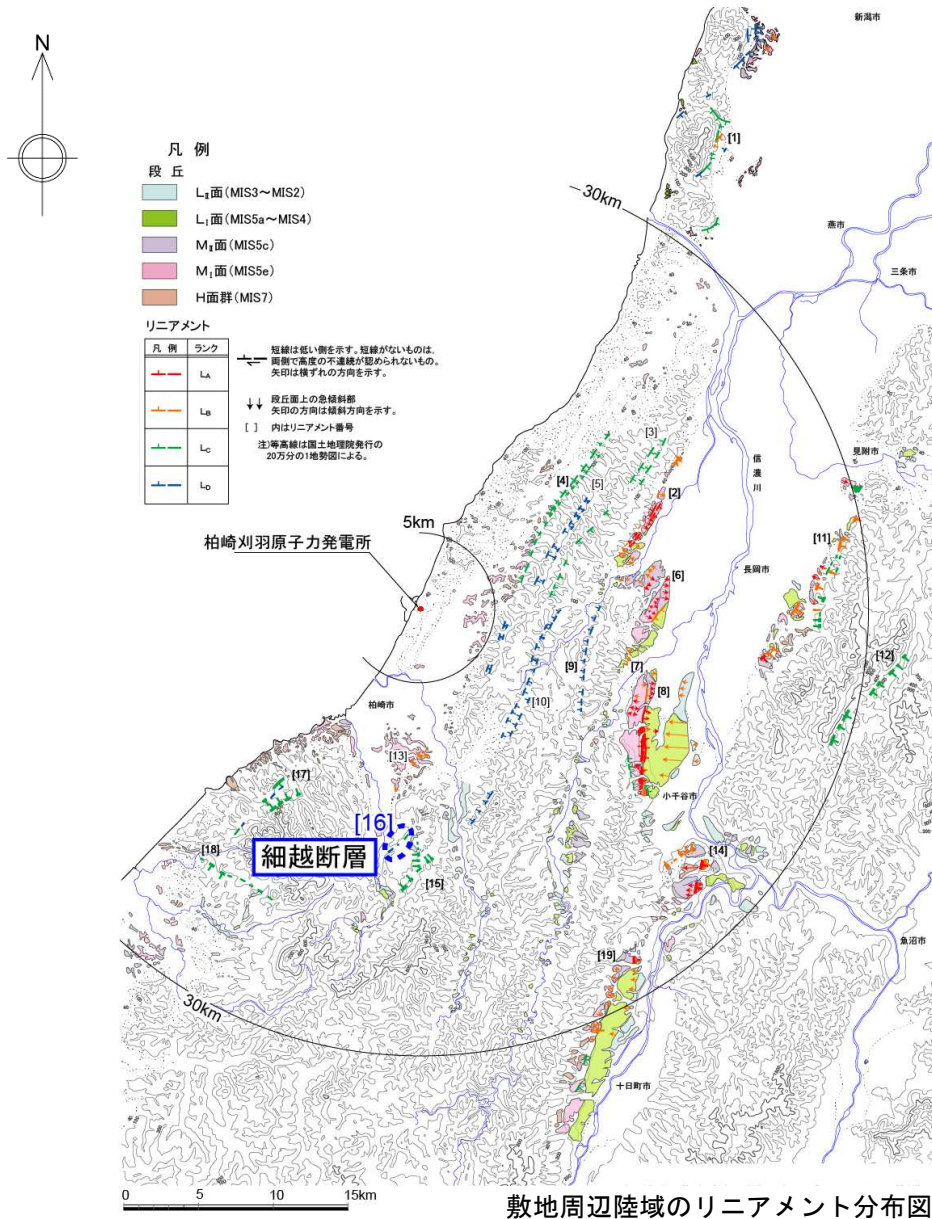 新潟市
N
[1]
凡 例
段 丘
LⅡ面(MIS3～MIS2)
LⅠ面(MIS5a～MIS4)
MⅡ面(MIS5c)
MⅠ面(MIS5e)
H面群(MIS7)
30km
燕市
三条市
リニアメント
凡 例 ランク
LA
LB
LC
LD
短線は低い側を示す。短線がないものは、
両側で高度の不連続が認められないもの。
矢印は横ずれの方向を示す。
段丘面上の急傾斜部
矢印の方向は傾斜方向を示す。
[ ] 内はリニアメント番号
注)等高線は国土地理院発行の
20万分の1地勢図による。
[3]
見附市
信濃川
[4]
[5]
[2]
5km
柏崎刈羽原子力発電所
[11]
長岡市
[6]
[12]
[9]
[7]
[8]
[10]
柏崎市
[13]
[17]
小千谷市
[16]
細越断層
[18]
[14]
[15]
魚沼市
[19]
30km
十日町市
0 5 10 15km
敷地周辺陸域のリニアメント分布図